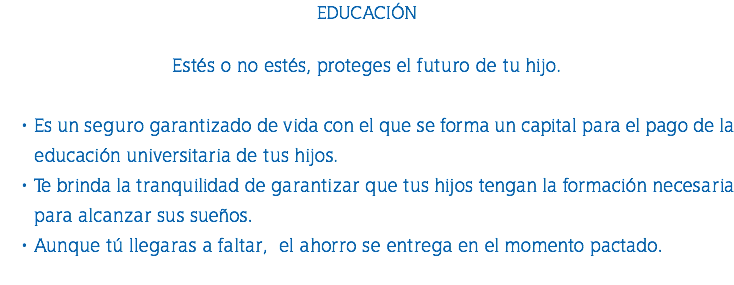 EDUCACIÓN
Estés o no estés, proteges el futuro de tu hijo.
• Es un seguro garantizado de vida con el que se forma un capital para el pago de la
educación universitaria de tus hijos.
• Te brinda la tranquilidad de garantizar que tus hijos tengan la formación necesaria
para alcanzar sus sueños.
• Aunque tú llegaras a faltar,  el ahorro se entrega en el momento pactado.